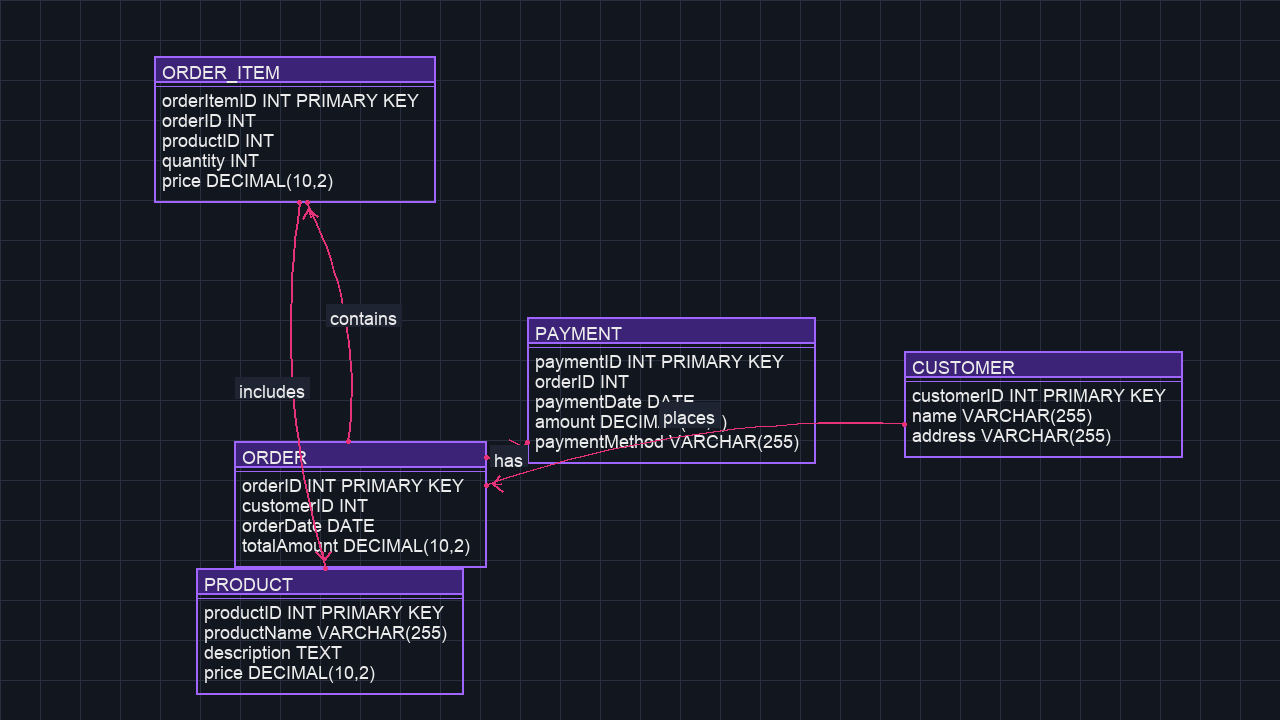 ORDER_ITEM
orderItemID INT PRIMARY KEY
orderID INT
productID INT
quantity INT
price DECIMAL(10,2)
contains
includes
PAYMENT
paymentID INT PRIMARY KEY
orderID INT
paymentDate DATE
amount
paymentMethod VARCHAR(255)
places
has
CUSTOMER
customerID INT PRIMARY KEY
name VARCHAR(255)
address VARCHAR(255)
ORDER
orderID INT PRIMARY KEY
customerID INT
orderDate DATE
totalAmount DECIMAL(10,2)
PRODUCT
productID INT PRIMARY KEY
productName VARCHAR(255)
description TEXT
price DECIMAL(10,2)